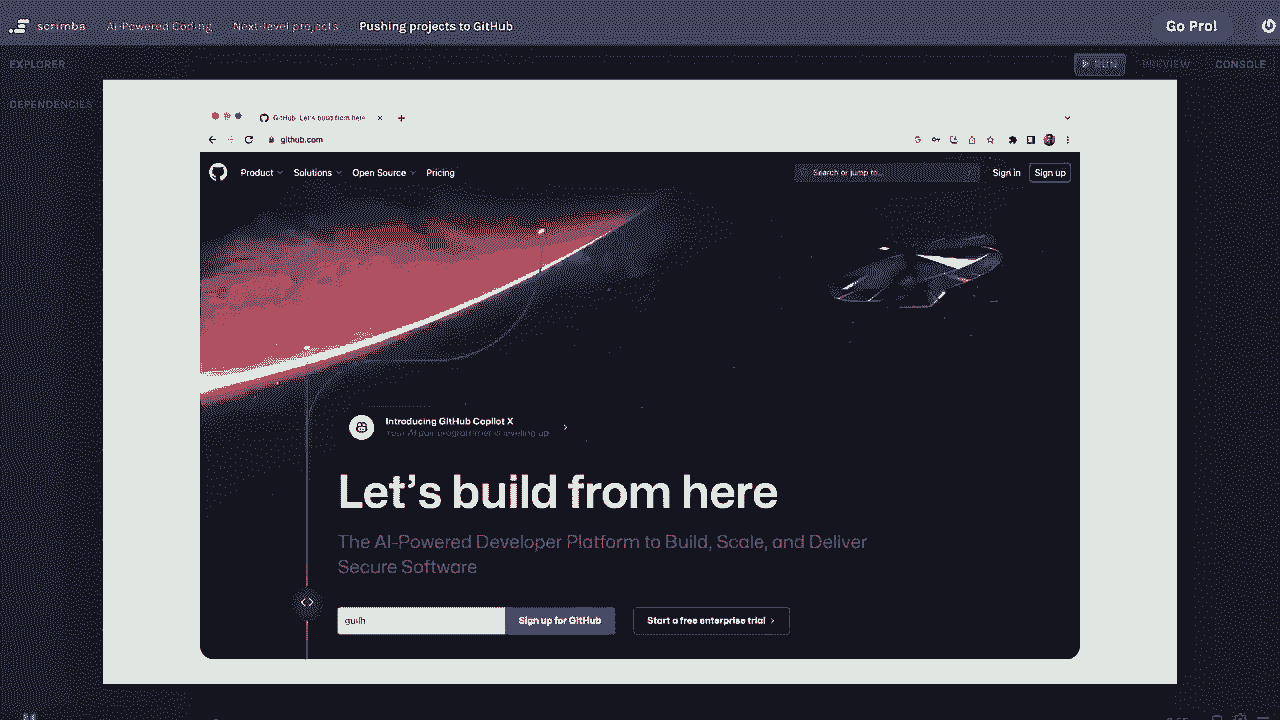 scrimba AI-Powered Coding Next-level projects Pushing projects to GitHub Go Pro!
EXPLORER RUN PREVIEW CONSOLE
DEPENDENCIES
GitHub: Let's build from here
github.com
Product Solutions Open Source Pricing Search or jump to... Sign in Sign up
Introducing GitHub Copilot X
Your AI pair programmer is leveling up
Let's build from here
The AI-Powered Developer Platform to Build, Scale, and Deliver
Secure Software
Sign up for GitHub Start a free enterprise trial